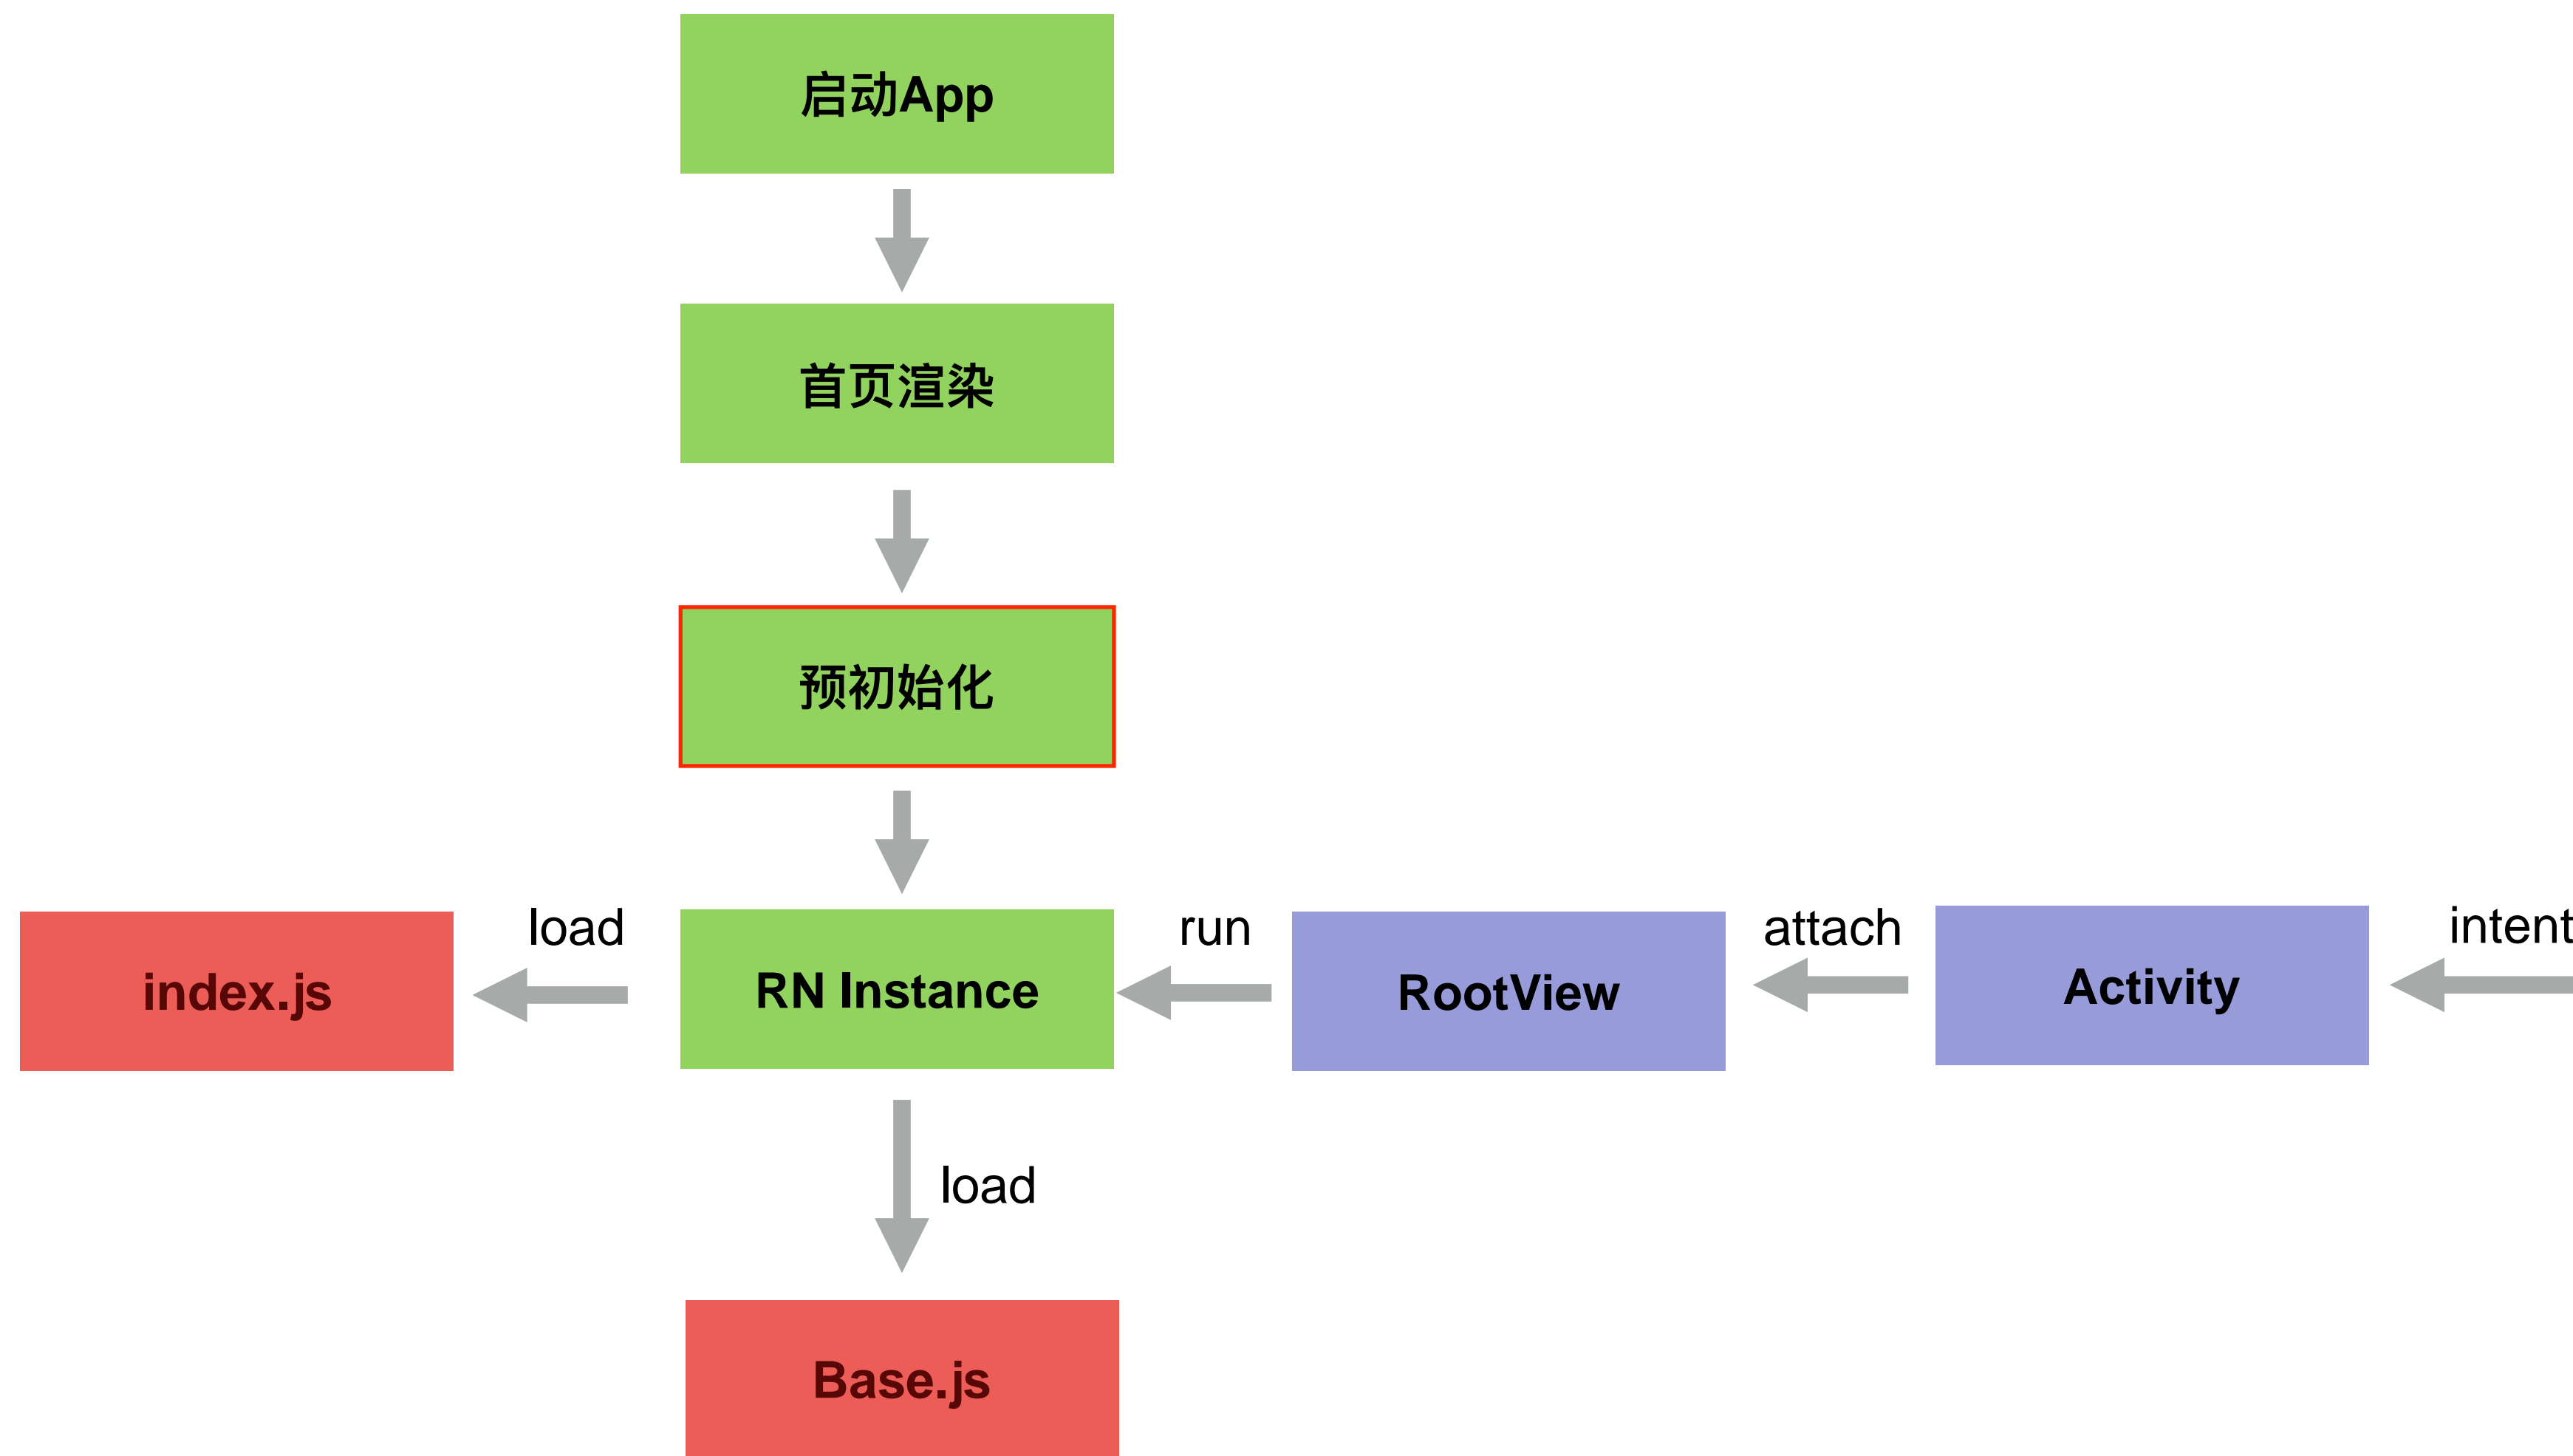 启动App
首页渲染
预初始化
load
run
attach
intent
index.js
RN Instance
RootView
Activity
load
Base.js